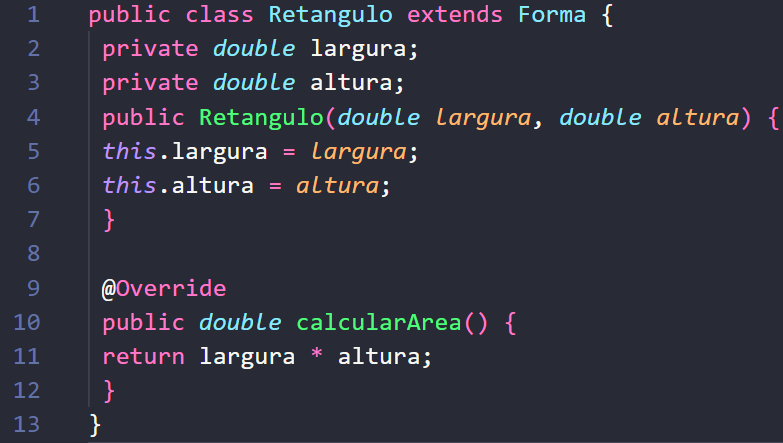 1 public class Retangulo extends Forma {
2 private double largura;
3 private double altura;
4 public Retangulo(double largura, double altura) {
5 this.largura = largura;
6 this.altura = altura;
7 }
8
9 @Override
10 public double calcularArea() {
11 return largura * altura;
12 }
13 }